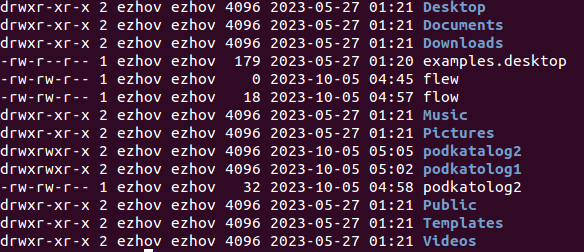 drwxr-xr-x 2 ezhov ezhov 4096 2023-05-27 01:21 Desktop
drwxr-xr-x 2 ezhov ezhov 4096 2023-05-27 01:21 Documents
drwxr-xr-x 2 ezhov ezhov 4096 2023-05-27 01:21 Downloads
-rw-r--r-- 1 ezhov ezhov  179 2023-05-27 01:20 examples.desktop
-rw-rw-r-- 1 ezhov ezhov    0 2023-10-05 04:45 flew
-rw-rw-r-- 1 ezhov ezhov   18 2023-10-05 04:57 flow
drwxr-xr-x 2 ezhov ezhov 4096 2023-05-27 01:21 Music
drwxr-xr-x 2 ezhov ezhov 4096 2023-05-27 01:21 Pictures
drwxrwxr-x 2 ezhov ezhov 4096 2023-10-05 05:05 podkatalog2
drwxrwxr-x 2 ezhov ezhov 4096 2023-10-05 05:02 podkatolog1
-rw-rw-r-- 1 ezhov ezhov   32 2023-10-05 04:58 podkatolog2
drwxr-xr-x 2 ezhov ezhov 4096 2023-05-27 01:21 Public
drwxr-xr-x 2 ezhov ezhov 4096 2023-05-27 01:21 Templates
drwxr-xr-x 2 ezhov ezhov 4096 2023-05-27 01:21 Videos